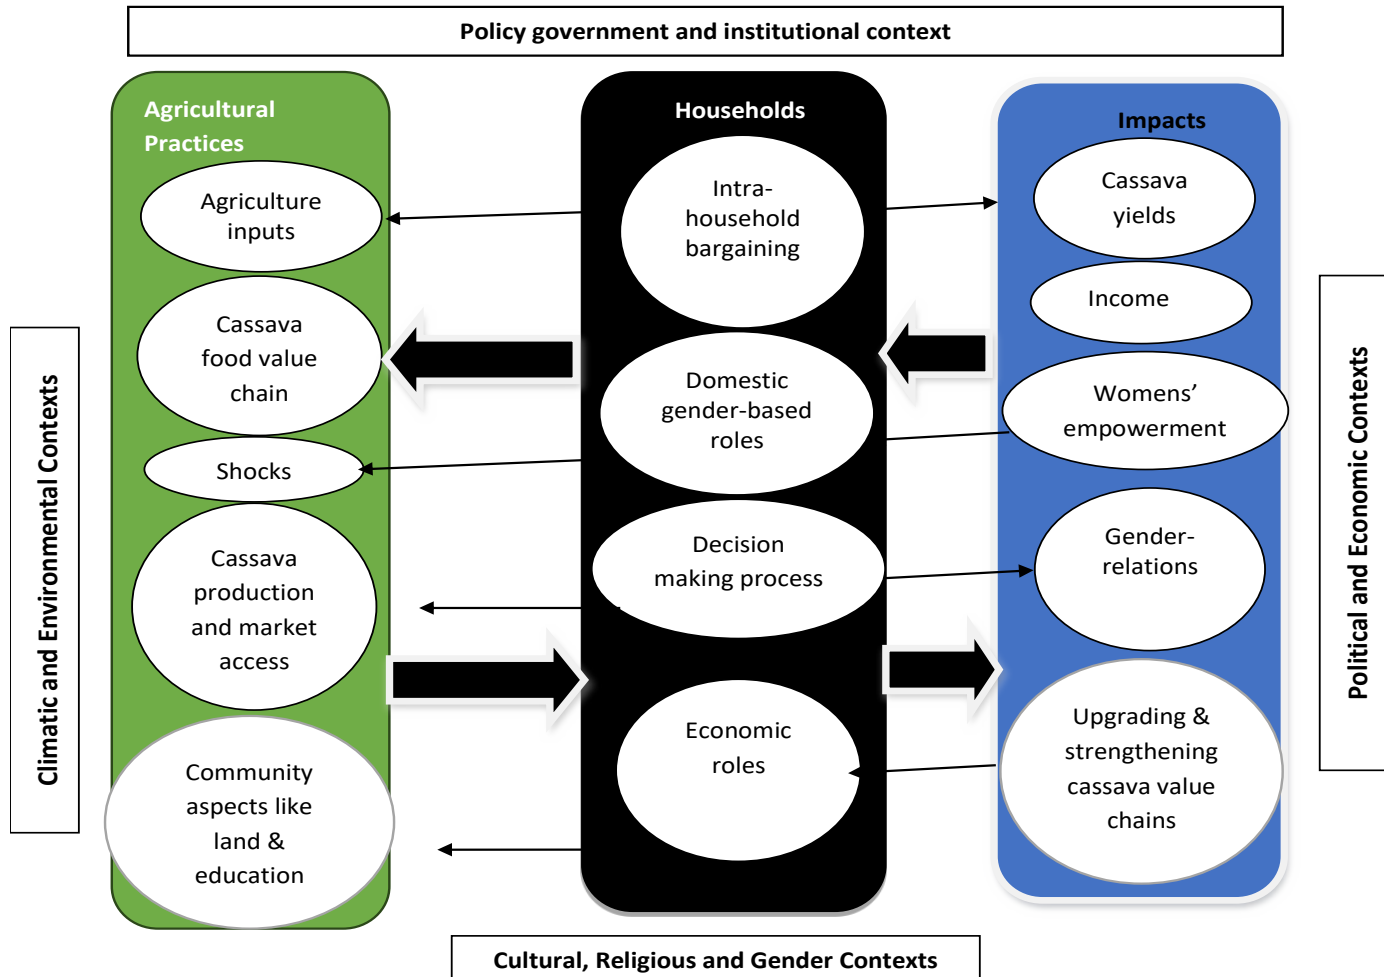 Policy government and institutional context
Agricultural
Practices
Agriculture
inputs
Cassava
food value
chain
Shocks
Cassava
production
and market
access
Community
aspects like
land &
education
Households
Intra-
household
bargaining
Domestic
gender-based
roles
Decision
making process
Economic
roles
Impacts
Cassava
yields
Income
Womens’
empowerment
Gender-
relations
Upgrading &
strengthening
cassava value
chains
Climatic and Environmental Contexts
Political and Economic Contexts
Cultural, Religious and Gender Contexts